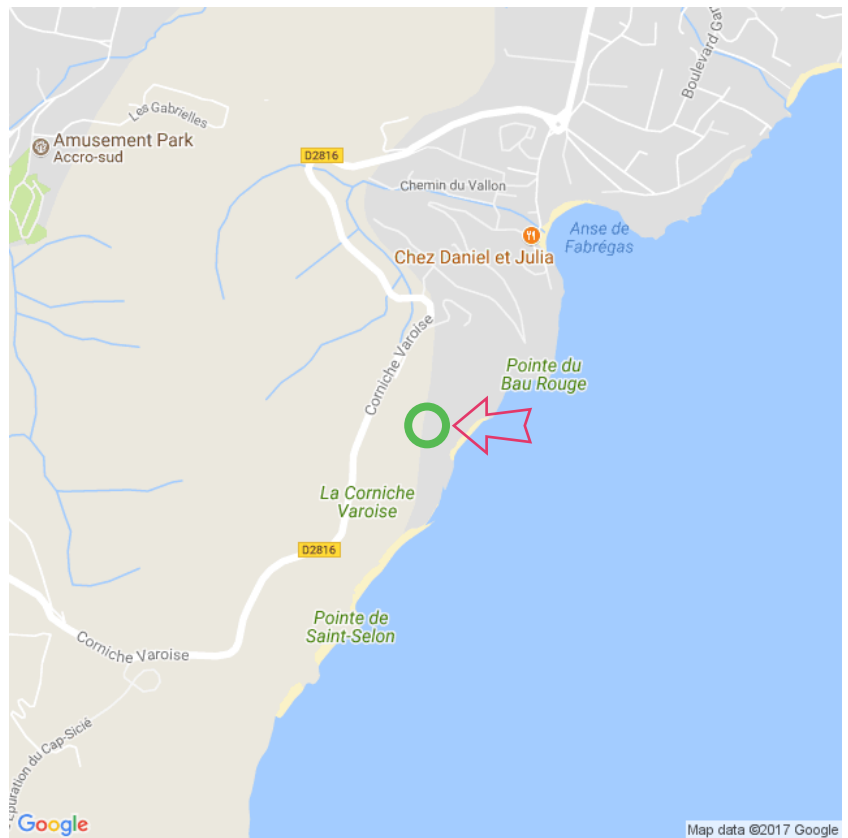 Boulevard Gar
Les Gabrielles
Amusement Park
Accro-sud
D2816
Chemin du Vallon
Anse de
Fabrégas
Chez Daniel et Julia
Corniche Varoise
Pointe du
Bau Rouge
La Corniche
Varoise
D2816
Pointe de
Saint-Selon
Corniche Varoise
d'Épuration du Cap-Sicié
Google
Map data ©2017 Google